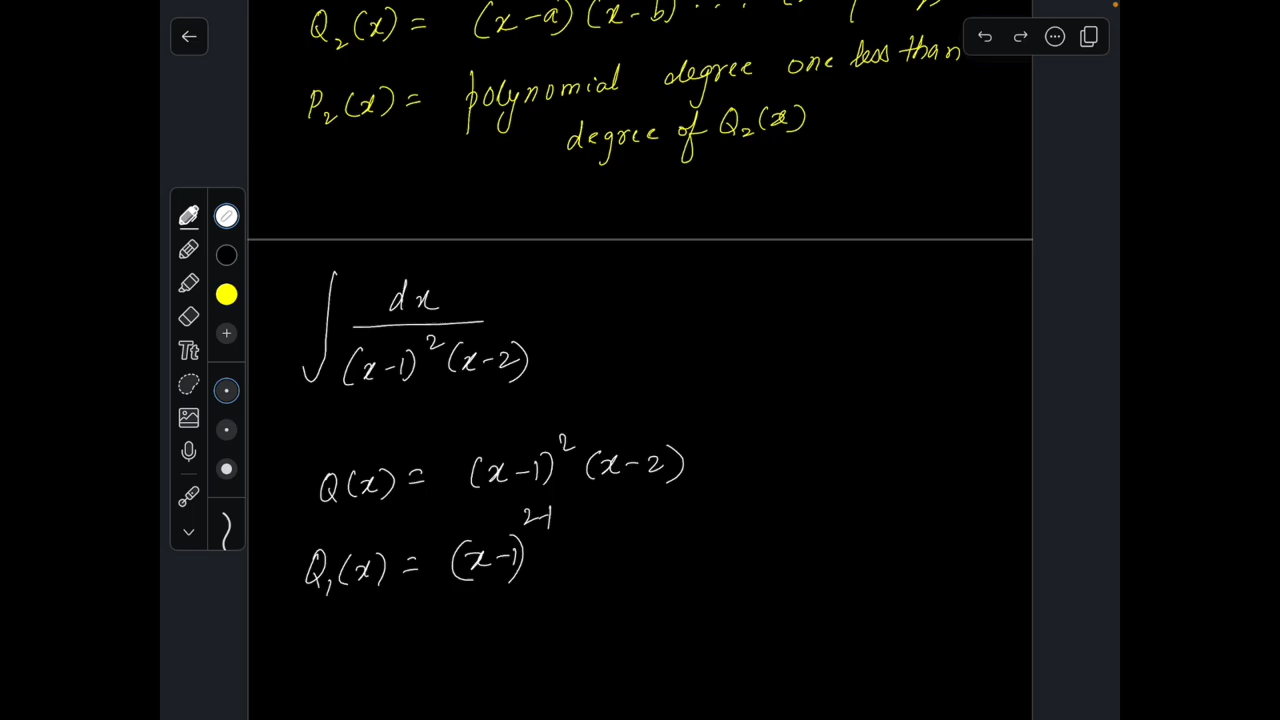 Q₂(x) = (x-a)(x-b)...
P₂(x) = polynomial degree one less than
degree of Q₂(x)
∫ dx / (x-1)² (x-2)
Q(x) = (x-1)² (x-2)
Q₁(x) = (x-1)²⁻¹
Tt